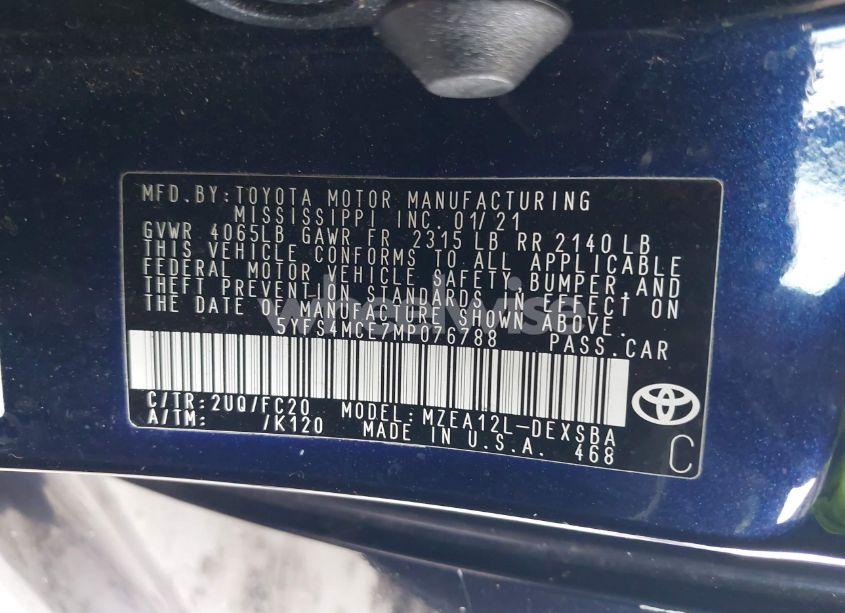 MFD.BY:TOYOTA MOTOR MANUFACTURING
MISSISSIPPI INC. 01/21
GVWR 4065LB GAWR FR 2315 LB RR 2140 LB
THIS VEHICLE CONFORMS TO ALL APPLICABLE
FEDERAL MOTOR VEHICLE SAFETY,BUMPER,AND
THEFT PREVENTION STANDARDS IN EFFECT ON
THE DATE OF MANUFACTURE SHOWN ABOVE.
5YFS4MCE7MP076788 PASS.CAR
C/TR:2UQ/FC20 MODEL:MZEA12L-DEXSBA
A/TM: /K120 MADE IN U.S.A. 468
C